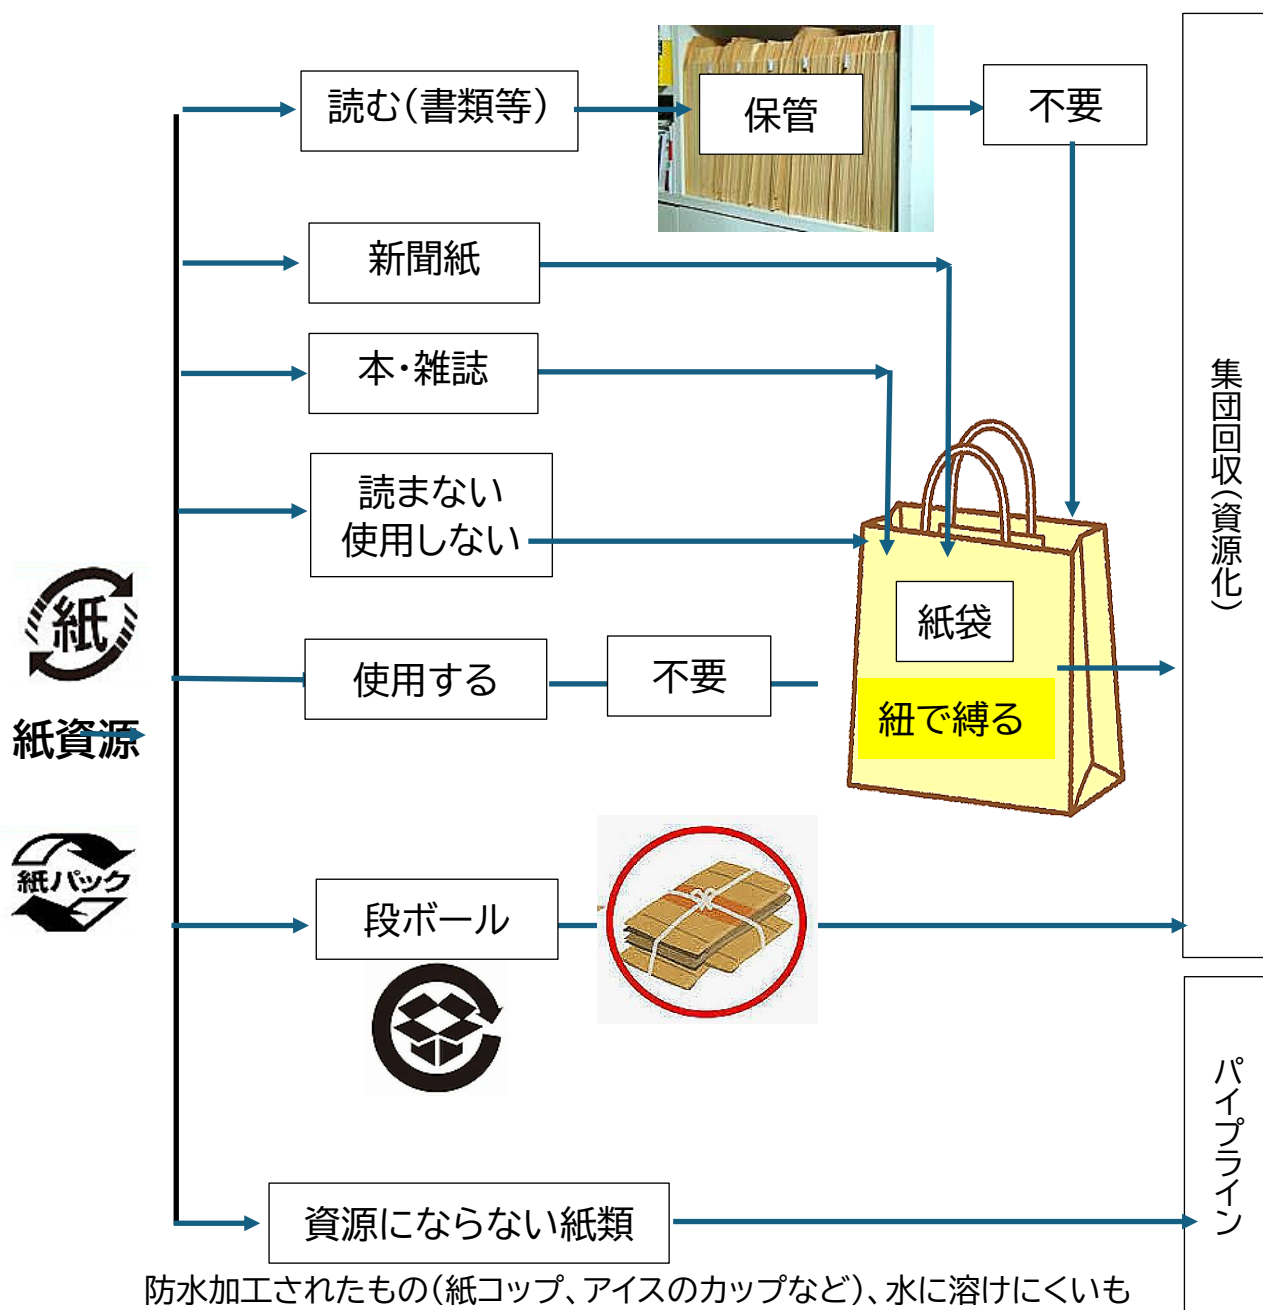 読む（書類等）
保管
不要
新聞紙
本・雑誌
読まない
使用しない
紙袋
紐で縛る
使用する
不要
紙
紙資源
紙パック
段ボール
資源にならない紙類
防水加工されたもの（紙コップ、アイスのカップなど）、水に溶けにくいも
集団回収（資源化）
パイプライン